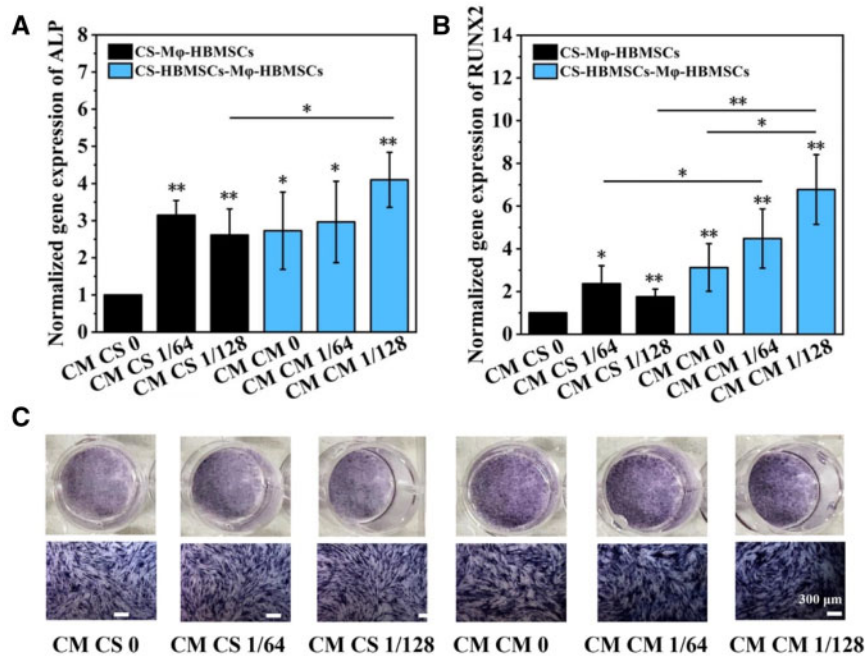 A
Normalized gene expression of ALP
8
7
6
5
4
3
2
1
0
CS-Mφ-HBMSCs
CS-HBMSCs-Mφ-HBMSCs
*
**
**
*
*
**
CM CS 0
CM CS 1/64
CM CS 1/128
CM CM 0
CM CM 1/64
CM CM 1/128
B
Normalized gene expression of RUNX2
14
12
10
8
6
4
2
0
CS-Mφ-HBMSCs
CS-HBMSCs-Mφ-HBMSCs
**
*
*
*
**
**
**
**
CM CS 0
CM CS 1/64
CM CS 1/128
CM CM 0
CM CM 1/64
CM CM 1/128
C
300 μm
CM CS 0
CM CS 1/64
CM CS 1/128
CM CM 0
CM CM 1/64
CM CM 1/128